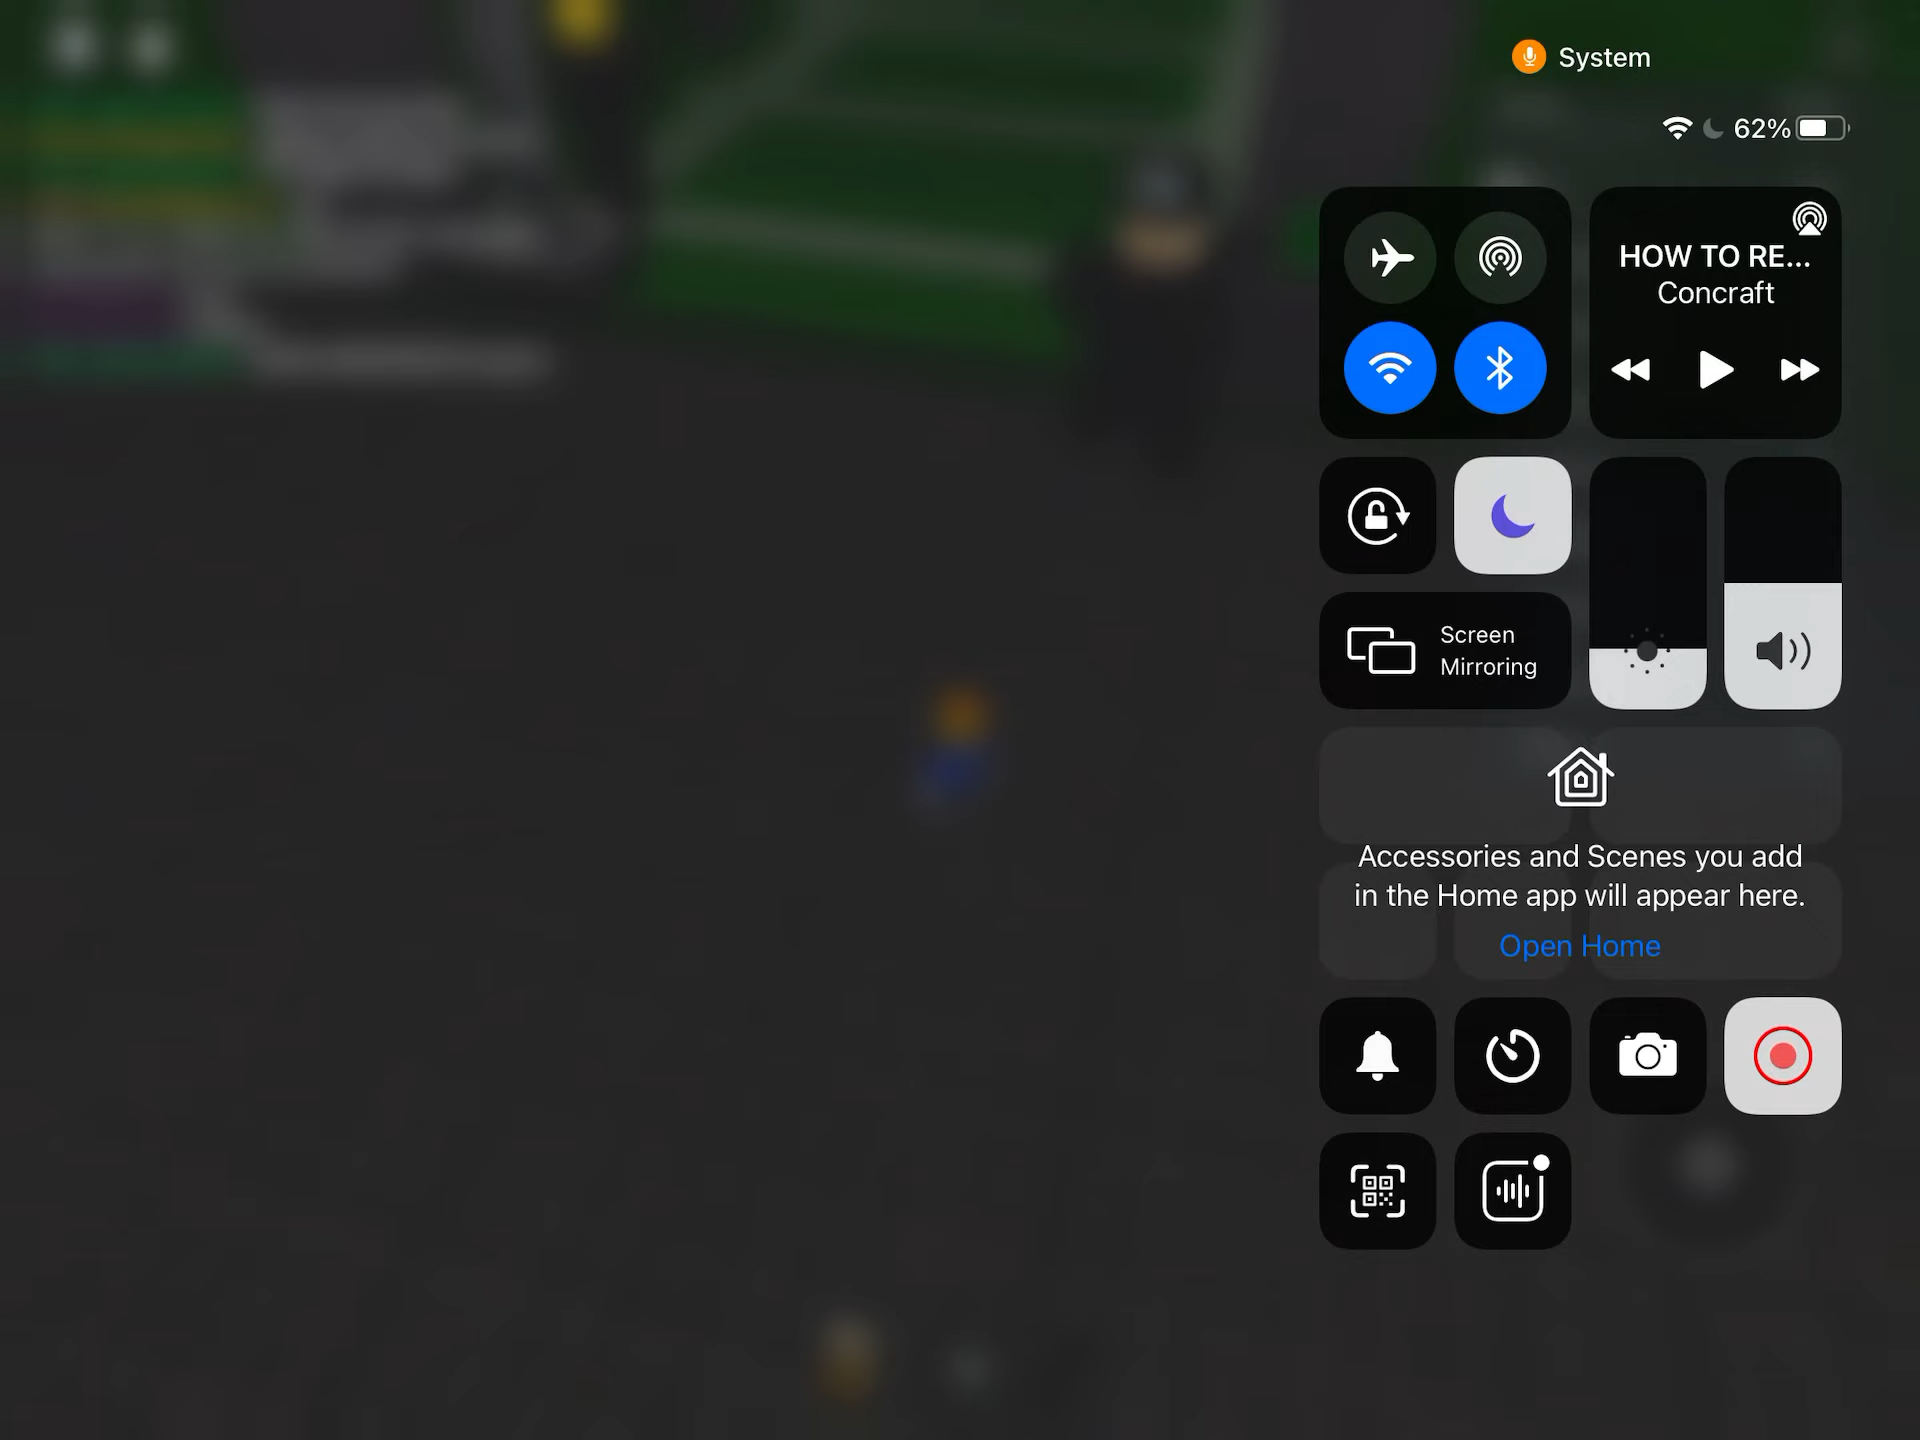 System
62%
HOW TO RE...
Concraft
Screen
Mirroring
Accessories and Scenes you add
in the Home app will appear here.
Open Home